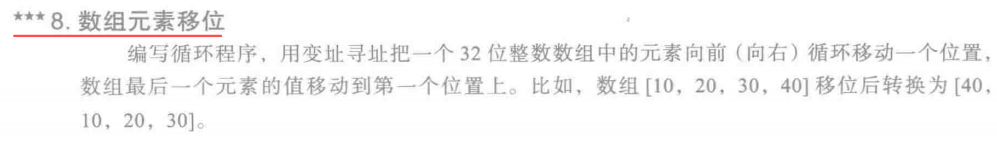 ***8. 数组元素移位
编写循环程序，用变址寻址把一个 32 位整数数组中的元素向前（向右）循环移动一个位置，
数组最后一个元素的值移动到第一个位置上。比如，数组 [10，20，30，40] 移位后转换为 [40，
10，20，30]。